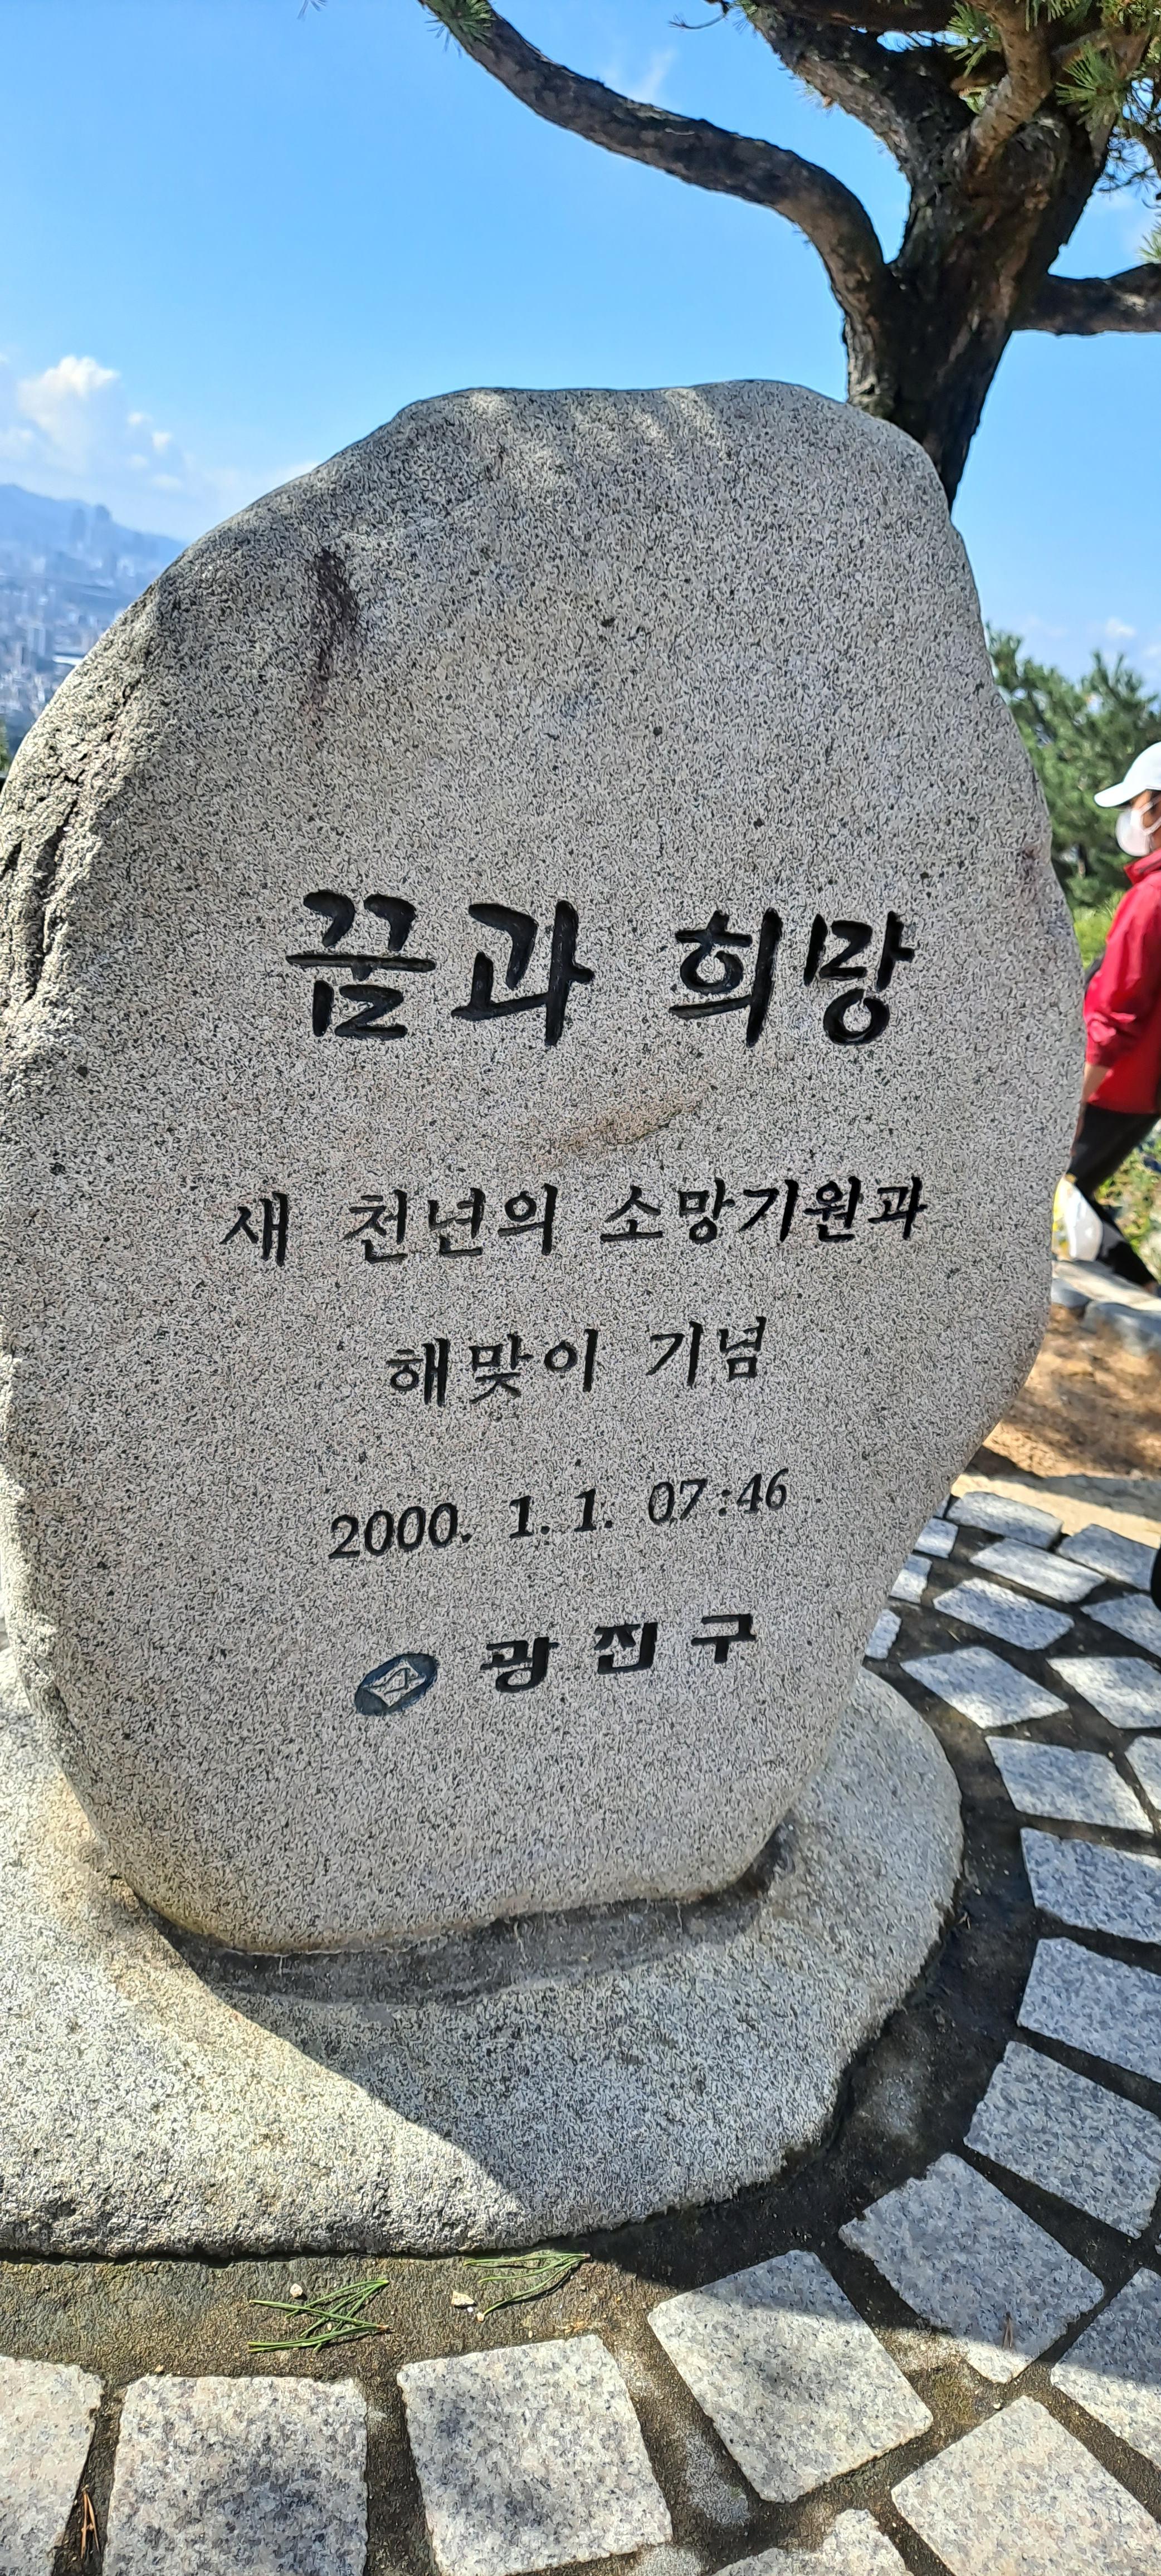 꿈과 희망
새 천년의 소망기원과
해맞이 기념
2000. 1. 1. 07:46
광진구